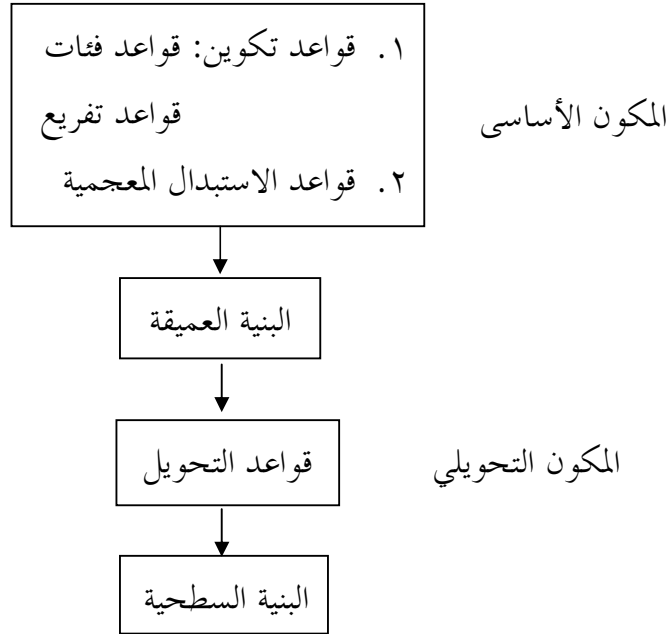 ١. قواعد تكوين: قواعد فئات
قواعد تفريع
المكون الأساسى
٢. قواعد الاستبدال المعجمية
البنية العميقة
قواعد التحويل
المكون التحويلي
البنية السطحية